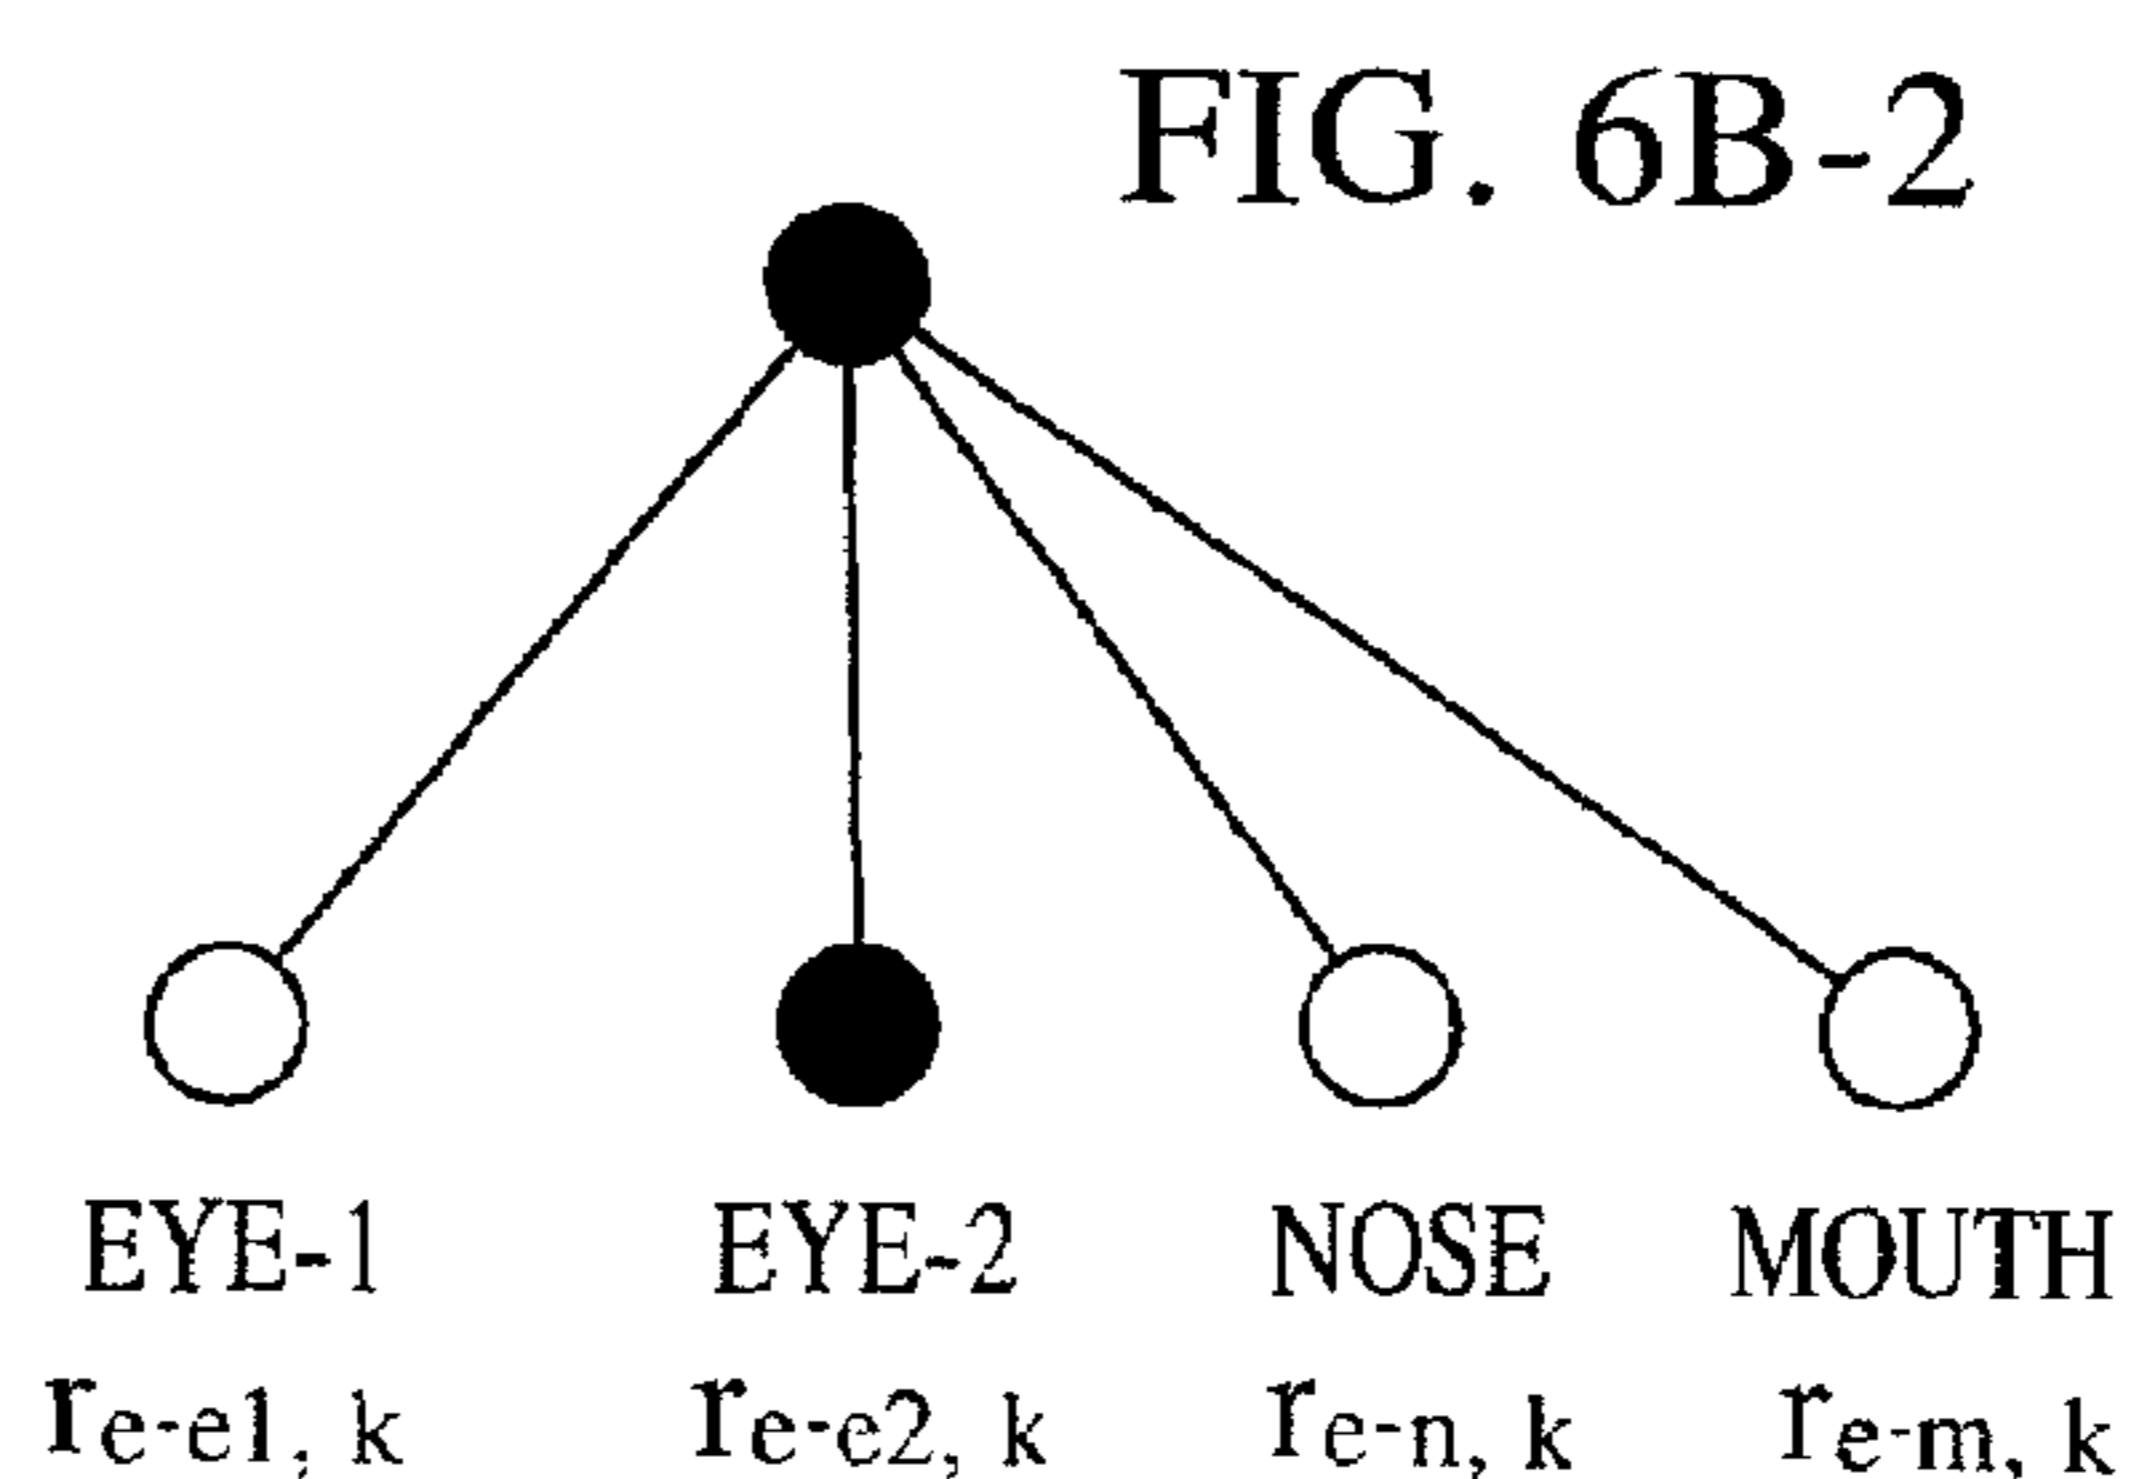 FIG. 6B-2
EYE-1 EYE-2 NOSE MOUTH
re-e1, k re-e2, k re-n, k re-m, k